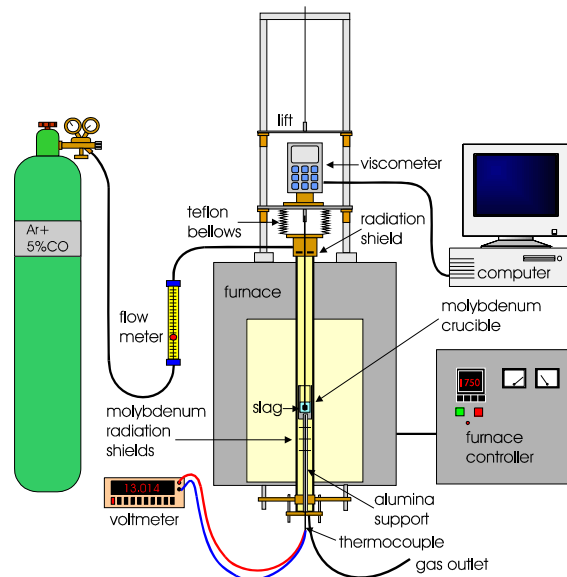 lift
viscometer
teflon
bellows
radiation
shield
Ar+
5%CO
computer
furnace
flow
meter
molybdenum
crucible
1750
slag
molybdenum
radiation
shields
furnace
controller
13.014
voltmeter
alumina
support
thermocouple
gas outlet